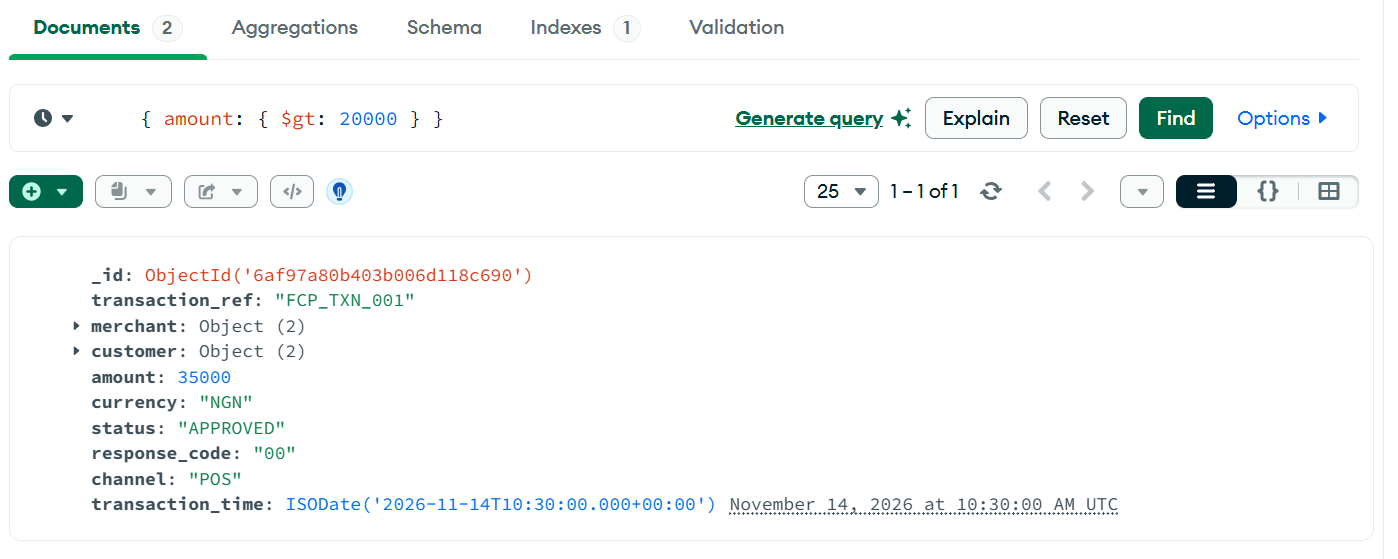 Documents 2 Aggregations Schema Indexes 1 Validation
{ amount: { $gt: 20000 } } Generate query Explain Reset Find Options
25 1 – 1 of 1 {}
_id: ObjectId('6af97a80b403b006d118c690')
transaction_ref: "FCP_TXN_001"
merchant: Object (2)
customer: Object (2)
amount: 35000
currency: "NGN"
status: "APPROVED"
response_code: "00"
channel: "POS"
transaction_time: ISODate('2026-11-14T10:30:00.000+00:00') November 14, 2026 at 10:30:00 AM UTC